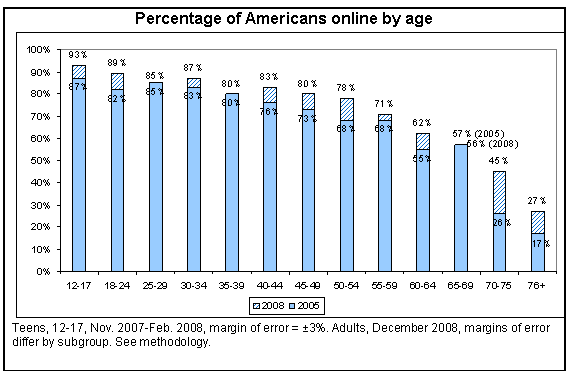 Percentage of Americans online by age
100%
90%
80%
70%
60%
50%
40%
30%
20%
10%
0%
93% 89% 85% 87% 80% 83% 80% 78% 71% 62% 57% (2005) 56% (2008) 45% 27%
87% 82% 85% 83% 80% 76% 73% 68% 68% 55% 26% 17%
12-17 18-24 25-29 30-34 35-39 40-44 45-49 50-54 55-59 60-64 65-69 70-75 76+
2008 2005
Teens, 12-17, Nov. 2007-Feb. 2008, margin of error = ±3%. Adults, December 2008, margins of error
differ by subgroup. See methodology.